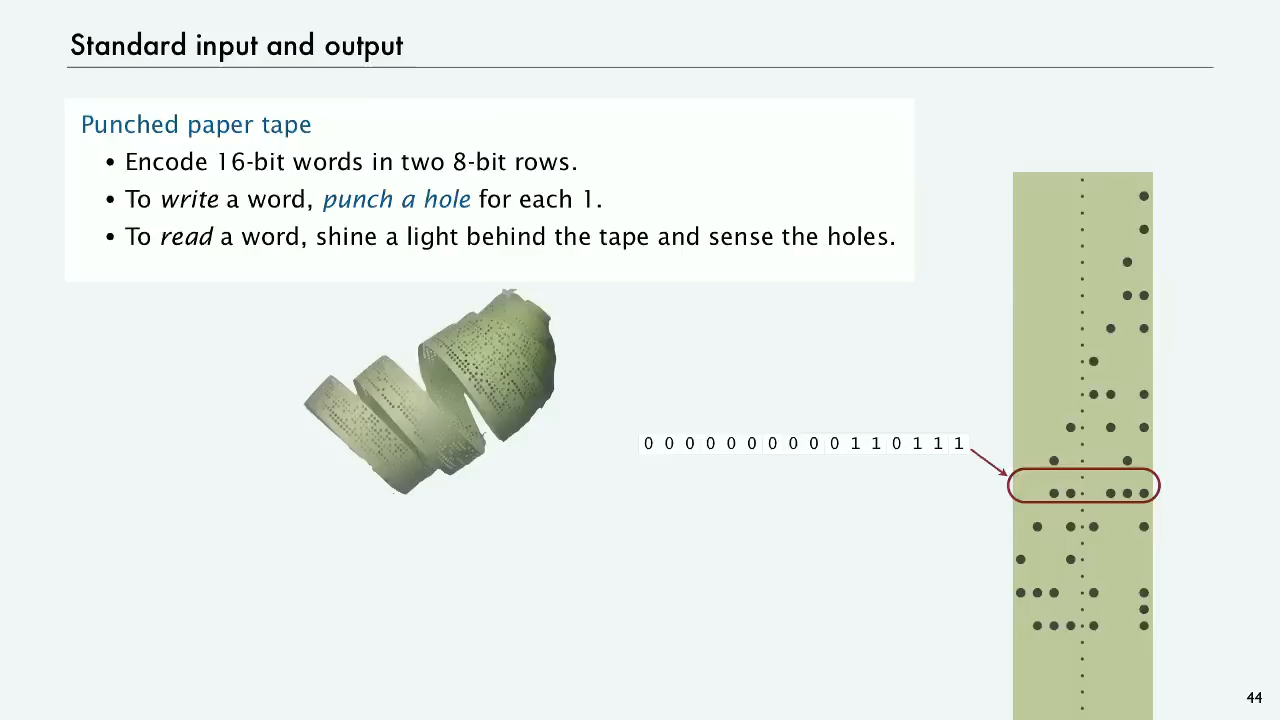 Standard input and output
Punched paper tape
• Encode 16-bit words in two 8-bit rows.
• To write a word, punch a hole for each 1.
• To read a word, shine a light behind the tape and sense the holes.
0 0 0 0 0 0 0 0 0 0 1 1 0 1 1 1
44